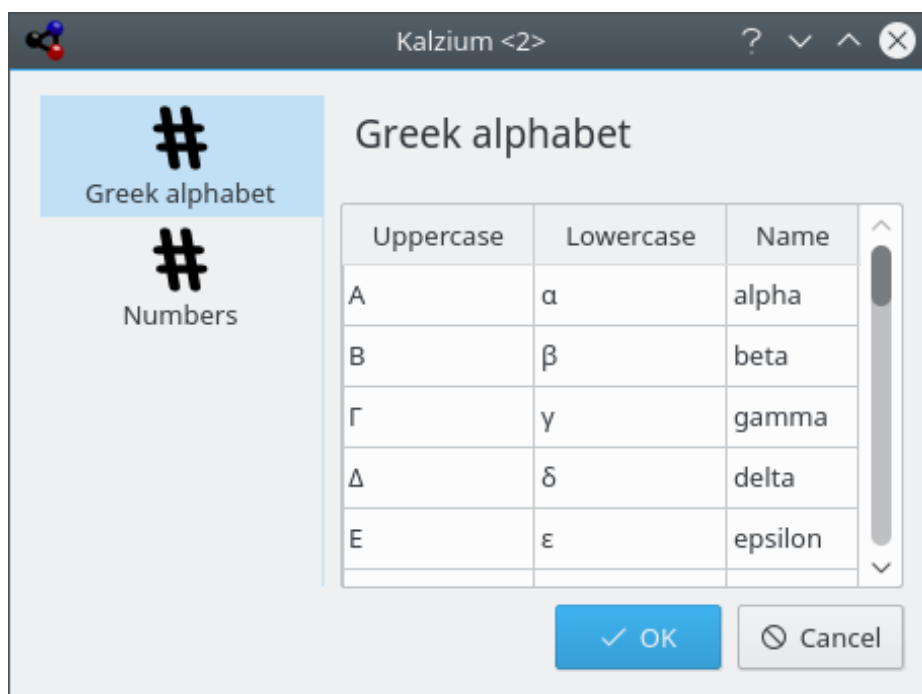 Kalzium <2>
Greek alphabet
Numbers
Greek alphabet
Uppercase Lowercase Name
Α α alpha
Β β beta
Γ γ gamma
Δ δ delta
Ε ε epsilon
OK Cancel